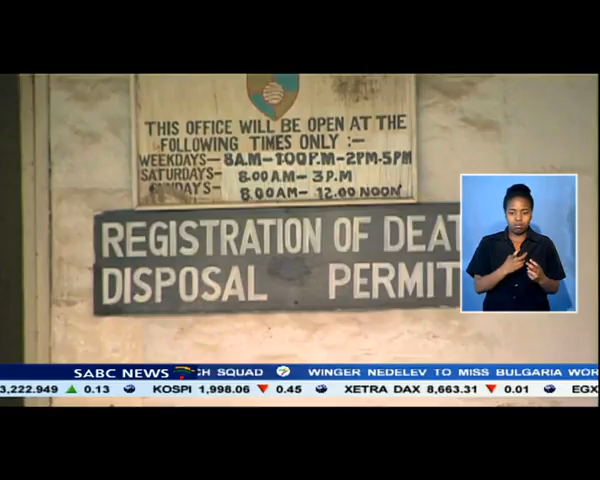 THIS OFFICE WILL BE OPEN AT THE
FOLLOWING TIMES ONLY :-
WEEKDAYS- 8A.M-1:00P.M-2PM-5PM
SATURDAYS- 8.00AM- 3P.M
SUNDAYS- 8.00AM- 12.00 NOON
REGISTRATION OF DEAT
DISPOSAL PERMIT
SABC NEWS CH SQUAD WINGER NEDELEV TO MISS BULGARIA WOR
3,222.949 0.13 KOSPI 1,998.06 0.45 XETRA DAX 8,663.31 0.01 EGX